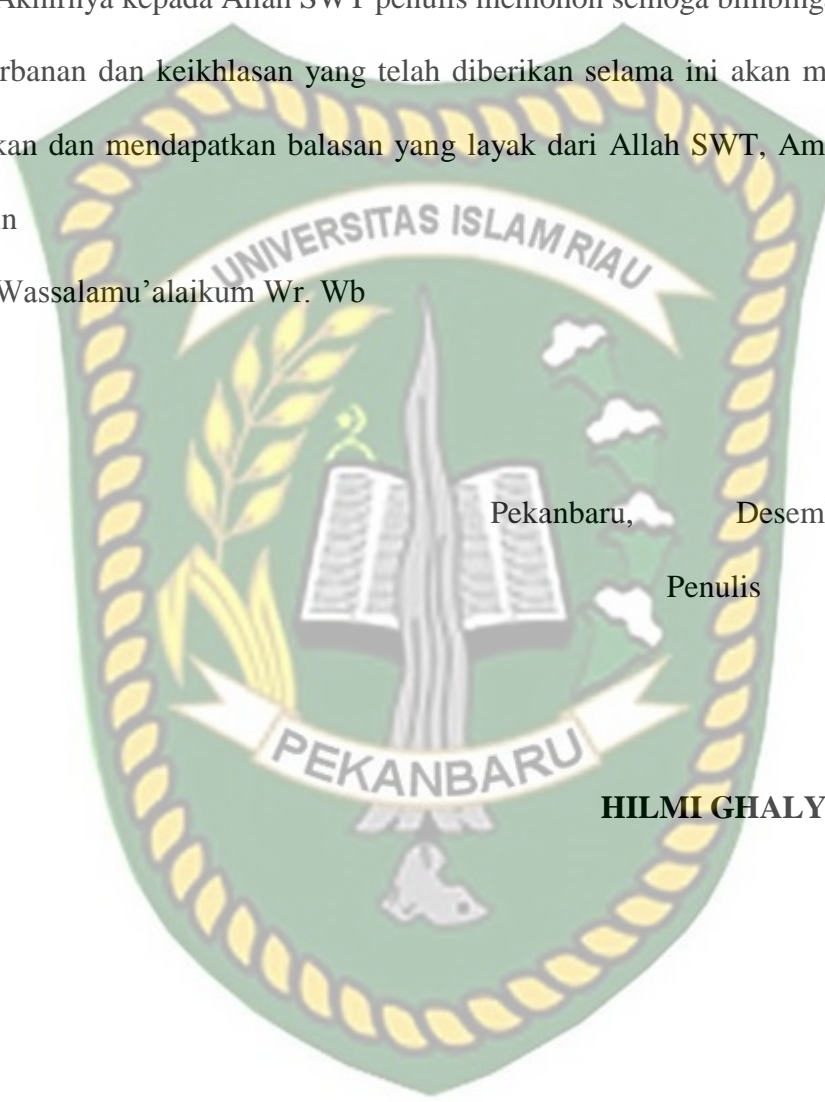 Akhirnya kepada Allah SWT penulis memohon semoga bimbinga
rbanan dan keikhlasan yang telah diberikan selama ini akan m
kan dan mendapatkan balasan yang layak dari Allah SWT, Am
n
Wassalamu’alaikum Wr. Wb
UNIVERSITAS ISLAM RIAU
Pekanbaru, Desem
Penulis
PEKANBARU
HILMI GHALY